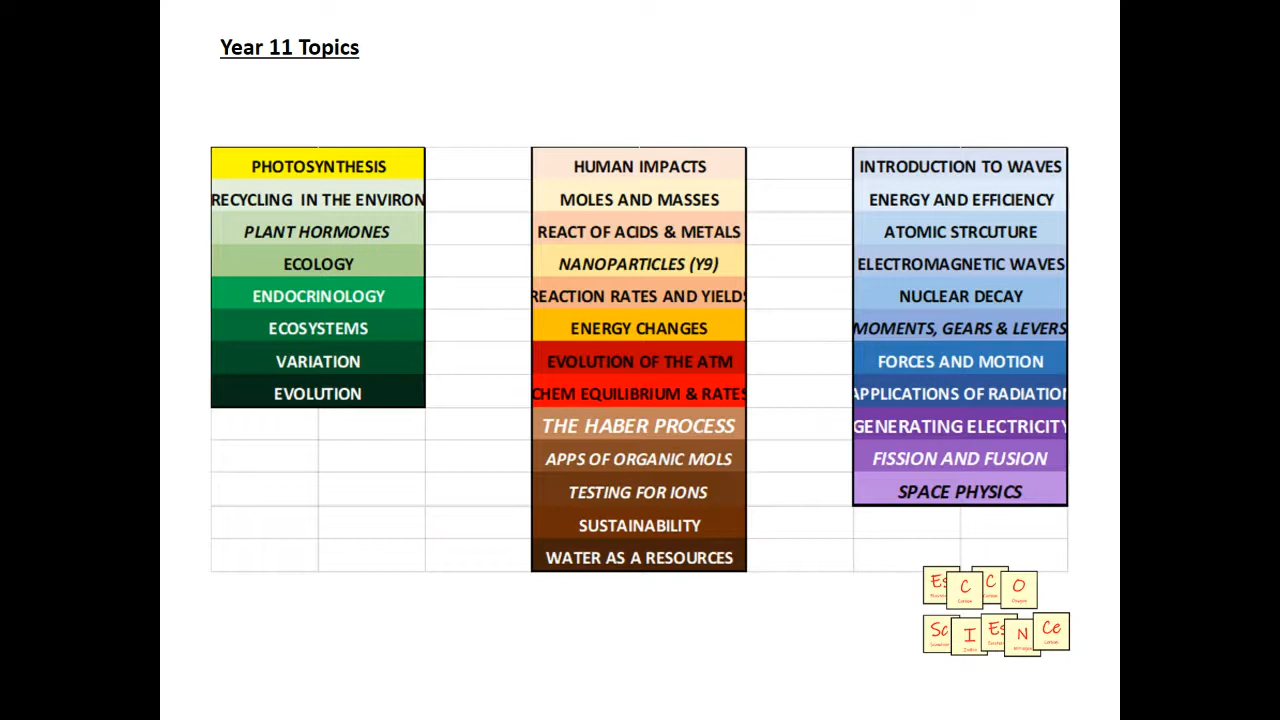 Year 11 Topics
PHOTOSYNTHESIS
RECYCLING IN THE ENVIRON
PLANT HORMONES
ECOLOGY
ENDOCRINOLOGY
ECOSYSTEMS
VARIATION
EVOLUTION
HUMAN IMPACTS
MOLES AND MASSES
REACT OF ACIDS & METALS
NANOPARTICLES (Y9)
REACTION RATES AND YIELDS
ENERGY CHANGES
EVOLUTION OF THE ATM
CHEM EQUILIBRIUM & RATES
THE HABER PROCESS
APPS OF ORGANIC MOLS
TESTING FOR IONS
SUSTAINABILITY
WATER AS A RESOURCES
INTRODUCTION TO WAVES
ENERGY AND EFFICIENCY
ATOMIC STRCUTURE
ELECTROMAGNETIC WAVES
NUCLEAR DECAY
MOMENTS, GEARS & LEVERS
FORCES AND MOTION
APPLICATIONS OF RADIATION
GENERATING ELECTRICITY
FISSION AND FUSION
SPACE PHYSICS
Es C C O
Sc I Es N Ce